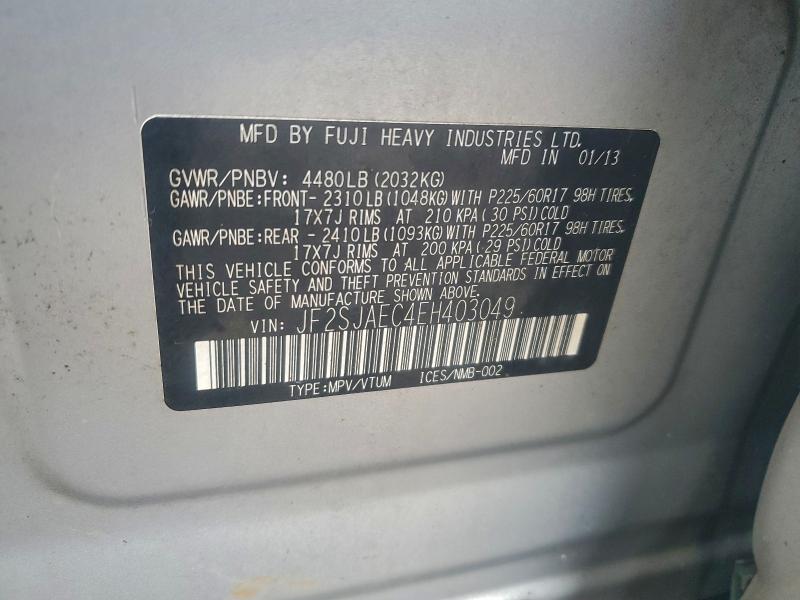 MFD BY FUJI HEAVY INDUSTRIES LTD.
MFD IN 01/13
GVWR/PNBV: 4480LB(2032KG)
GAWR/PNBE:FRONT-2310LB(1048KG)WITH P225/60R17 98H TIRES,
17X7J RIMS AT 210 KPA(30 PSI)COLD
GAWR/PNBE:REAR -2410LB(1093KG)WITH P225/60R17 98H TIRES,
17X7J RIMS AT 200 KPA(29 PSI)COLD
THIS VEHICLE CONFORMS TO ALL APPLICABLE FEDERAL MOTOR
VEHICLE SAFETY AND THEFT PREVENTION STANDARDS IN EFFECT ON
THE DATE OF MANUFACTURE SHOWN ABOVE.
VIN: JF2SJAEC4EH403049
TYPE:MPV/VTUM ICES/NMB-002